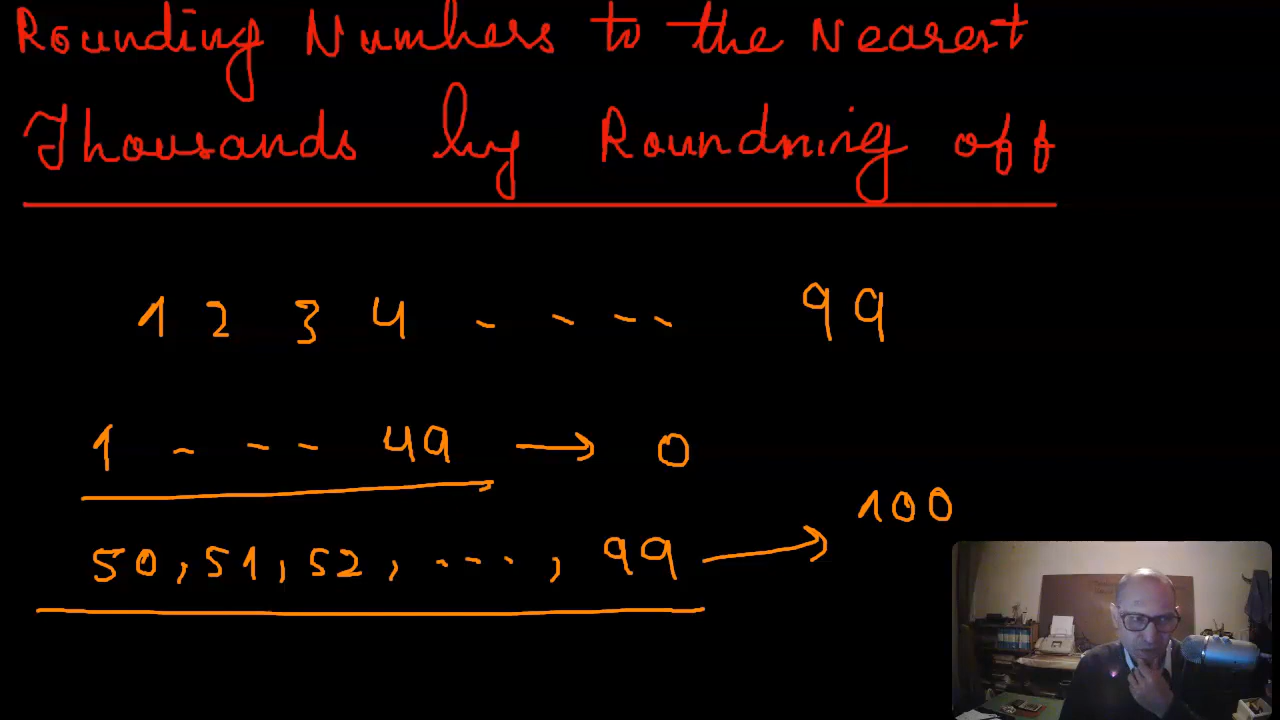 Rounding Numbers to the Nearest
Thousands by Roundning off
1 2 3 4 - - - - 99
1 - - - 49 → 0
50, 51, 52, - - - -, 99 → 100